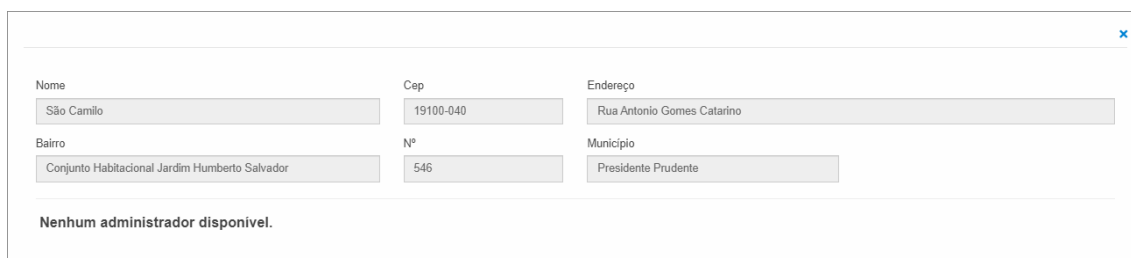 ×
Nome Cep Endereço
São Camilo 19100-040 Rua Antonio Gomes Catarino
Bairro Nº Município
Conjunto Habitacional Jardim Humberto Salvador 546 Presidente Prudente
Nenhum administrador disponível.